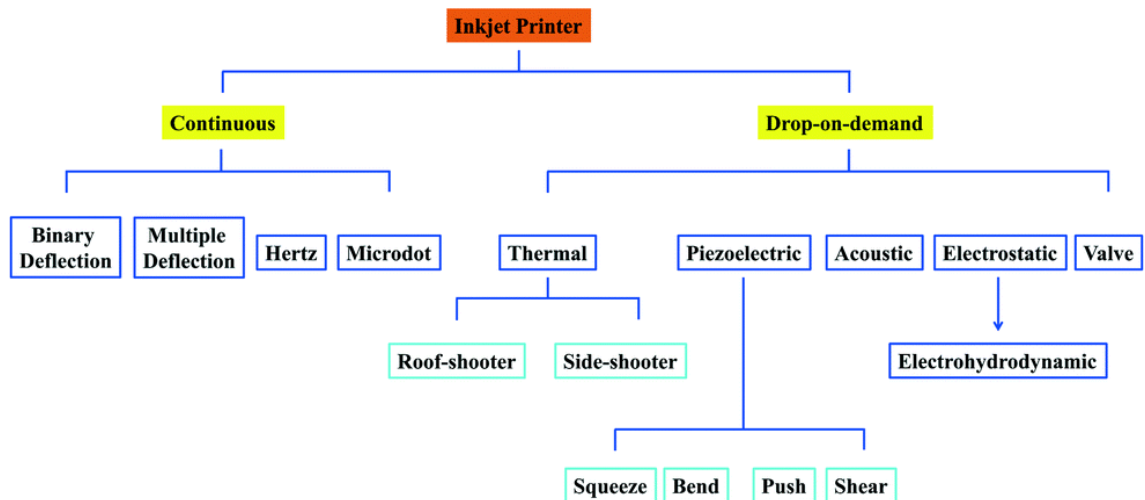 Inkjet Printer
Continuous
Drop-on-demand
Binary
Deflection
Multiple
Deflection
Hertz
Microdot
Thermal
Piezoelectric
Acoustic
Electrostatic
Valve
Roof-shooter
Side-shooter
Electrohydrodynamic
Squeeze
Bend
Push
Shear